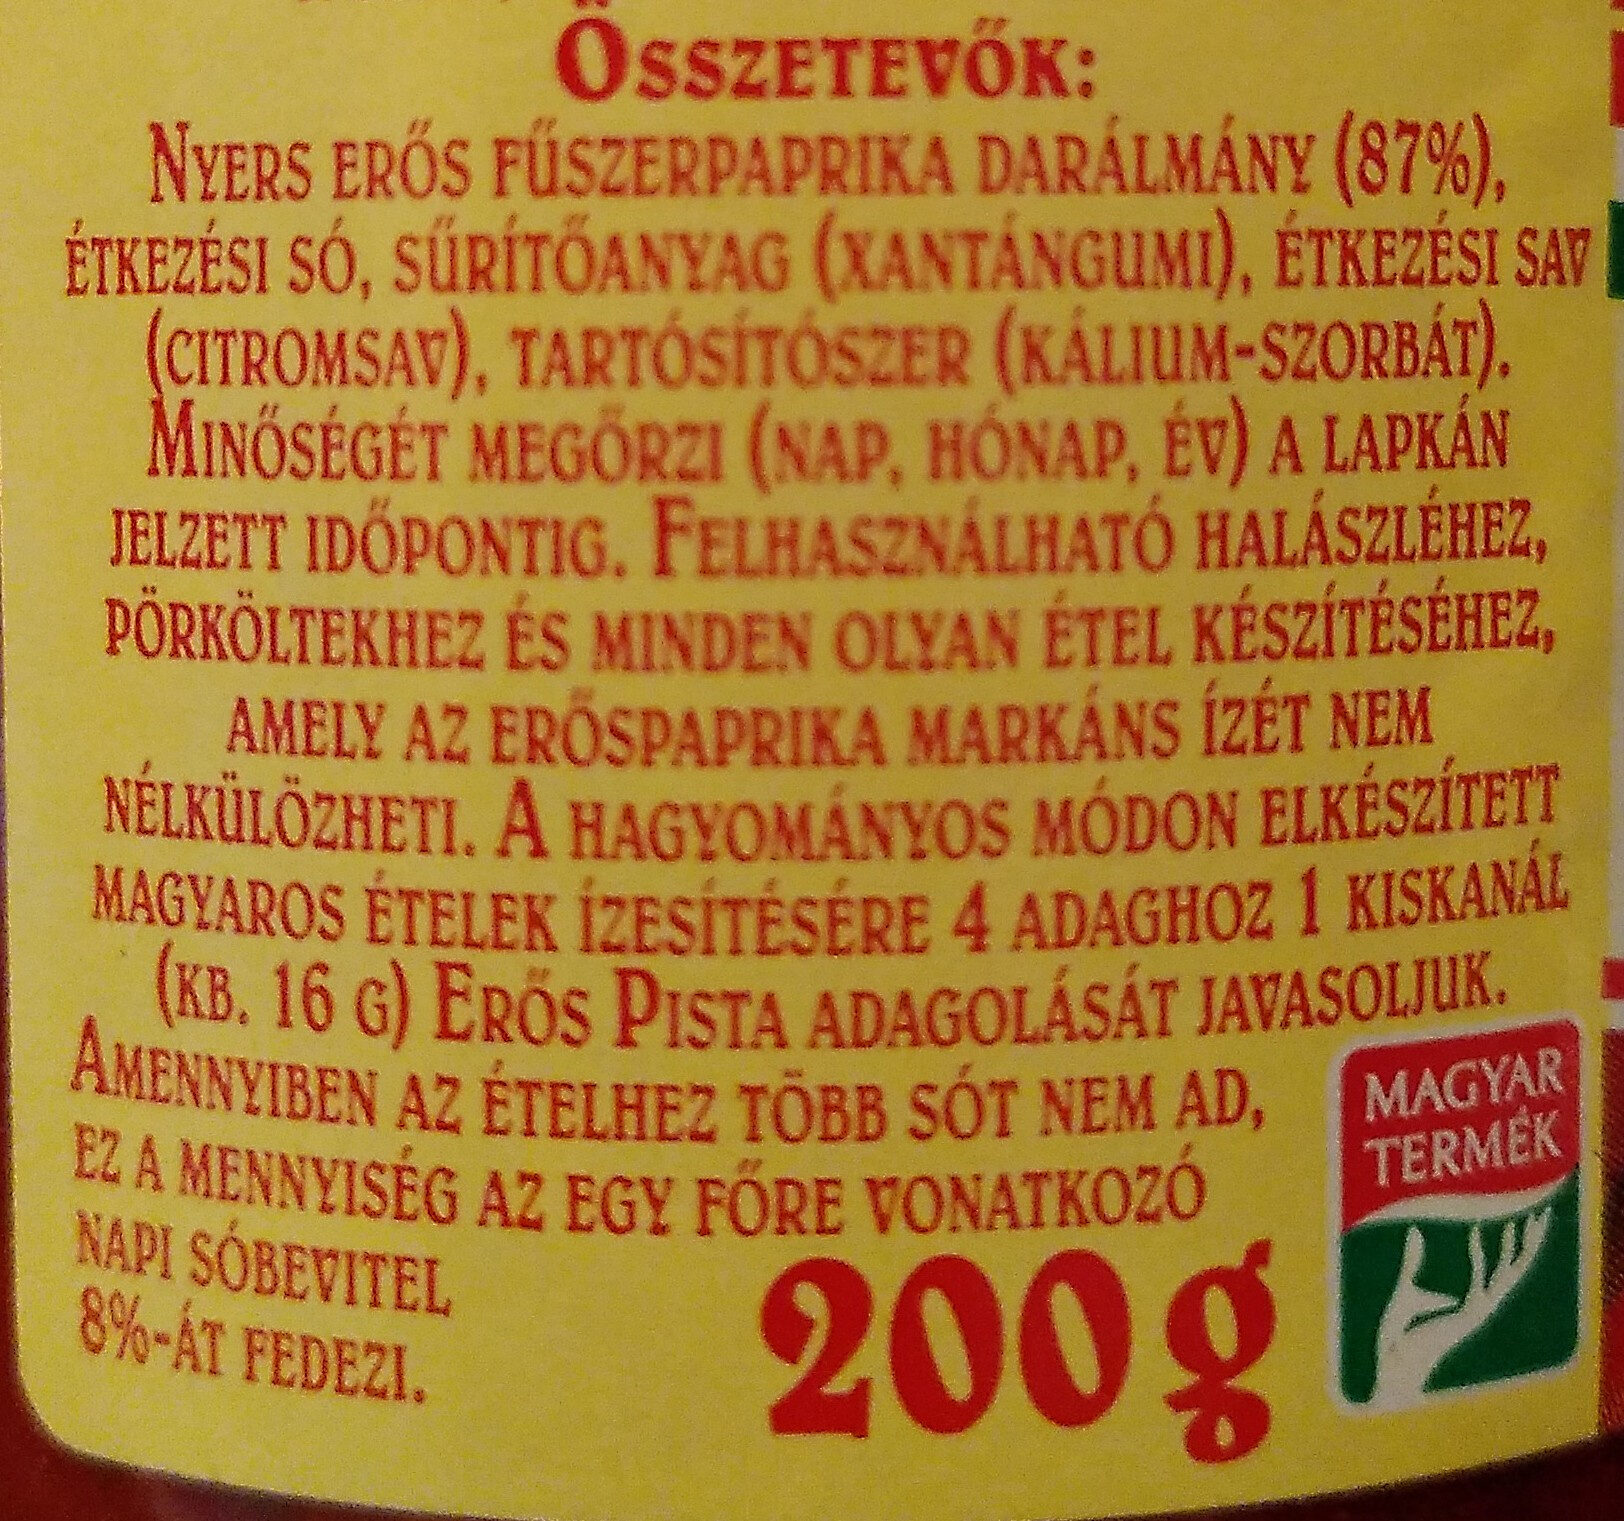 Összetevők:
Nyers erős fűszerpaprika darálmány (87%),
étkezési só, sűrítőanyag (xantángumi), étkezési sav
(citromsav), tartósítószer (kálium-szorbát).
Minőségét megőrzi (nap, hónap, év) a lapkán
jelzett időpontig. Felhasználható halászléhez,
pörköltekhez és minden olyan étel készítéséhez,
amely az erőspaprika markáns ízét nem
nélkülözheti. A hagyományos módon elkészített
magyaros ételek ízesítésére 4 adaghoz 1 kiskanál
(kb. 16 g) Erős Pista adagolását javasoljuk.
Amennyiben az ételhez több sót nem ad,
ez a mennyiség az egy főre vonatkozó
napi sóbevitel
8%-át fedezi.
200 g
MAGYAR
TERMÉK